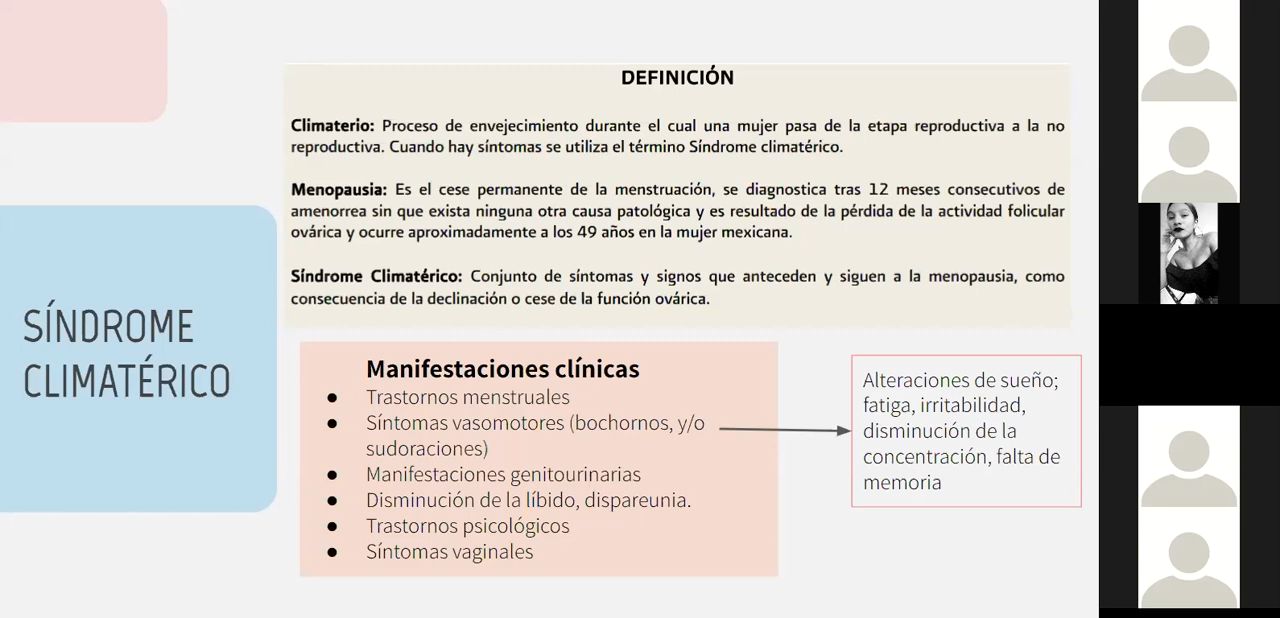 DEFINICIÓN
Climaterio: Proceso de envejecimiento durante el cual una mujer pasa de la etapa reproductiva a la no
reproductiva. Cuando hay síntomas se utiliza el término Síndrome climatérico.
Menopausia: Es el cese permanente de la menstruación, se diagnostica tras 12 meses consecutivos de
amenorrea sin que exista ninguna otra causa patológica y es resultado de la pérdida de la actividad folicular
ovárica y ocurre aproximadamente a los 49 años en la mujer mexicana.
Síndrome Climatérico: Conjunto de síntomas y signos que anteceden y siguen a la menopausia, como
consecuencia de la declinación o cese de la función ovárica.
SÍNDROME
CLIMATÉRICO
Manifestaciones clínicas
● Trastornos menstruales
● Síntomas vasomotores (bochornos, y/o
sudoraciones)
● Manifestaciones genitourinarias
● Disminución de la líbido, dispareunia.
● Trastornos psicológicos
● Síntomas vaginales
Alteraciones de sueño;
fatiga, irritabilidad,
disminución de la
concentración, falta de
memoria